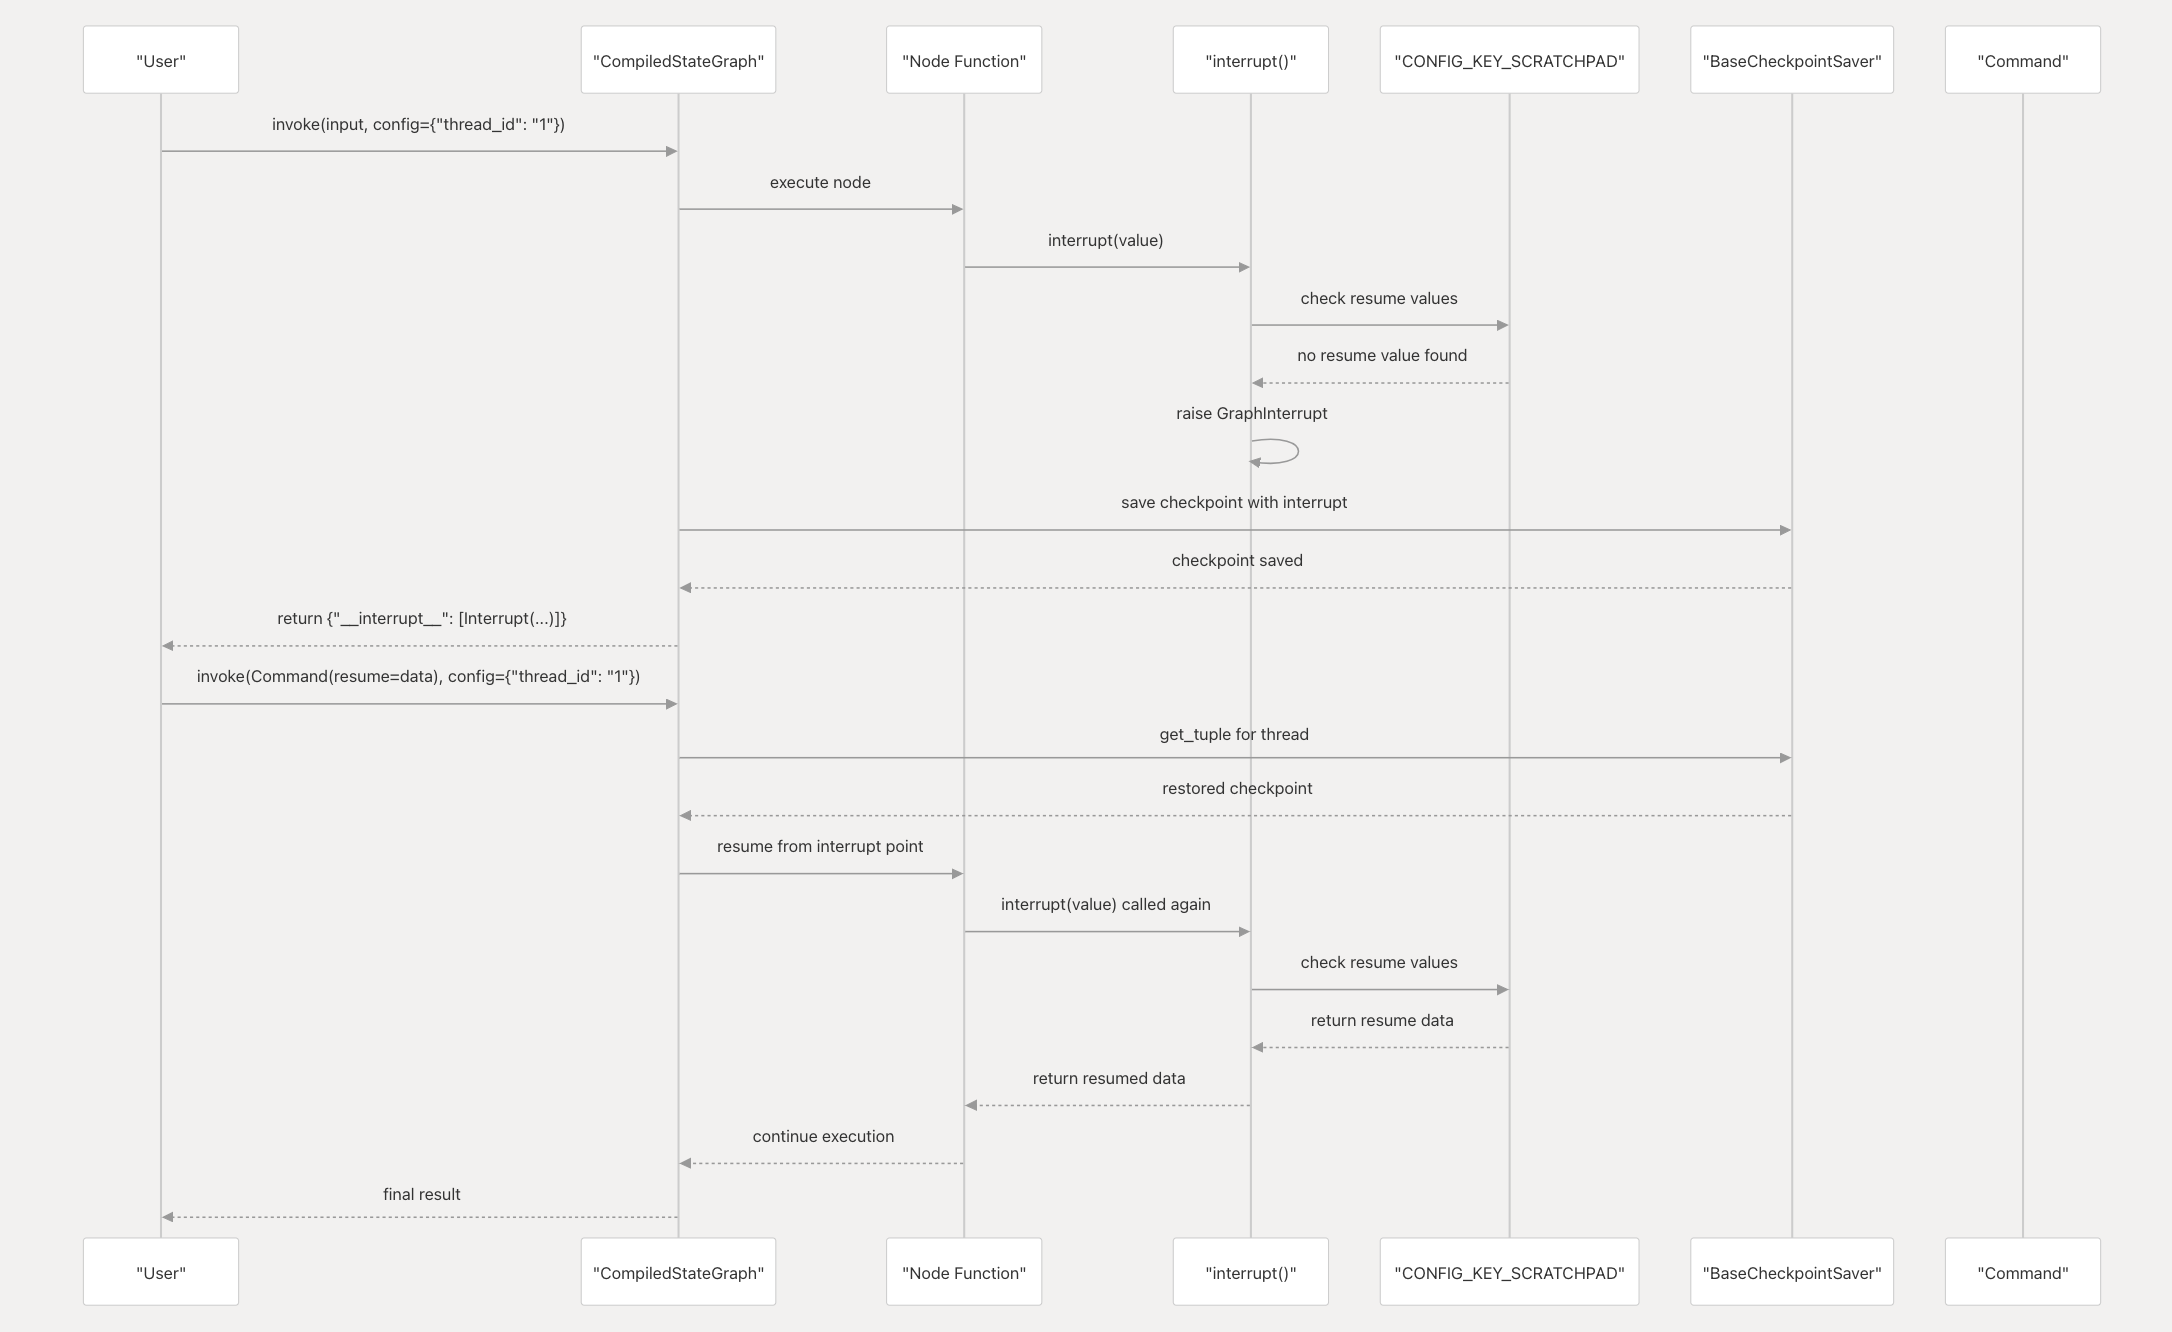 "User"
"CompiledStateGraph"
"Node Function"
"interrupt()"
"CONFIG_KEY_SCRATCHPAD"
"BaseCheckpointSaver"
"Command"
invoke(input, config={"thread_id": "1"})
execute node
interrupt(value)
check resume values
no resume value found
raise GraphInterrupt
save checkpoint with interrupt
checkpoint saved
return {"__interrupt__": [Interrupt(...)]}
invoke(Command(resume=data), config={"thread_id": "1"})
get_tuple for thread
restored checkpoint
resume from interrupt point
interrupt(value) called again
check resume values
return resume data
return resumed data
continue execution
final result
"User"
"CompiledStateGraph"
"Node Function"
"interrupt()"
"CONFIG_KEY_SCRATCHPAD"
"BaseCheckpointSaver"
"Command"